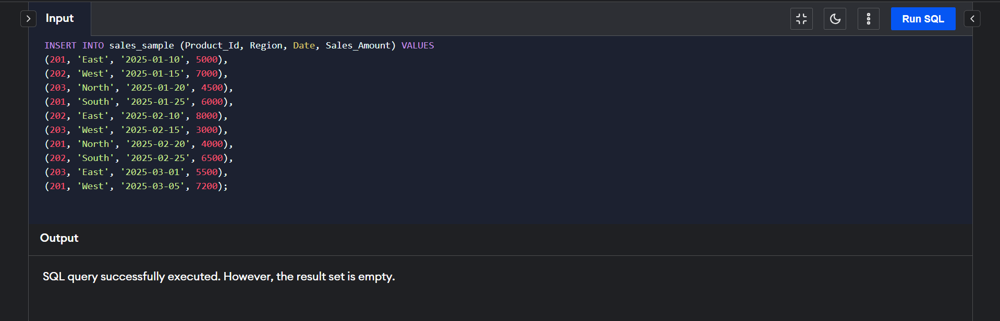 Input
Run SQL
INSERT INTO sales_sample (Product_Id, Region, Date, Sales_Amount) VALUES
(201, 'East', '2025-01-10', 5000),
(202, 'West', '2025-01-15', 7000),
(203, 'North', '2025-01-20', 4500),
(201, 'South', '2025-01-25', 6000),
(202, 'East', '2025-02-10', 8000),
(203, 'West', '2025-02-15', 3000),
(201, 'North', '2025-02-20', 4000),
(202, 'South', '2025-02-25', 6500),
(203, 'East', '2025-03-01', 5500),
(201, 'West', '2025-03-05', 7200);
Output
SQL query successfully executed. However, the result set is empty.